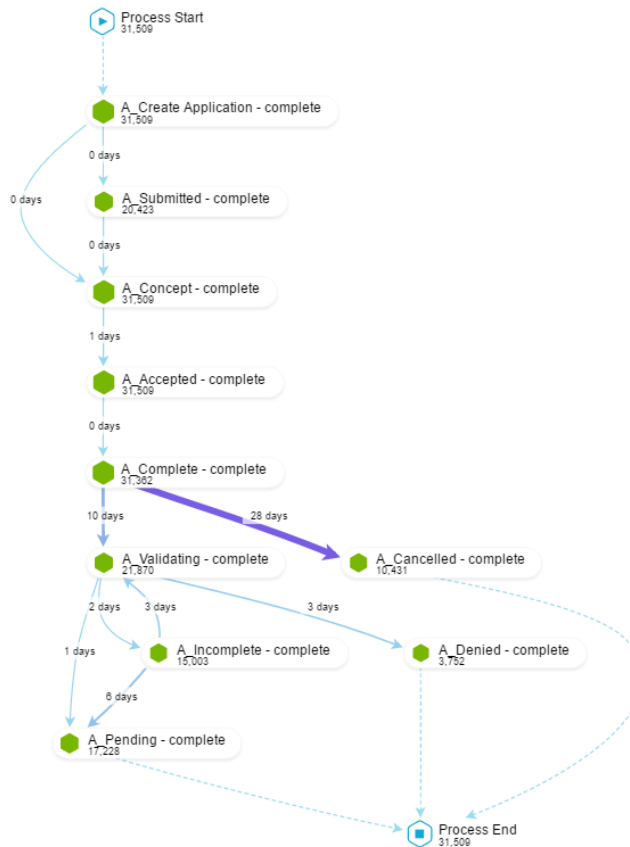 Process Start
31,509
A_Create Application - complete
31,509
0 days
0 days
A_Submitted - complete
20,423
0 days
A_Concept - complete
31,509
1 days
A_Accepted - complete
31,509
0 days
A_Complete - complete
31,362
10 days
28 days
A_Validating - complete
21,870
A_Cancelled - complete
10,431
2 days
3 days
3 days
1 days
A_Incomplete - complete
15,003
A_Denied - complete
3,752
6 days
A_Pending - complete
17,228
Process End
31,509